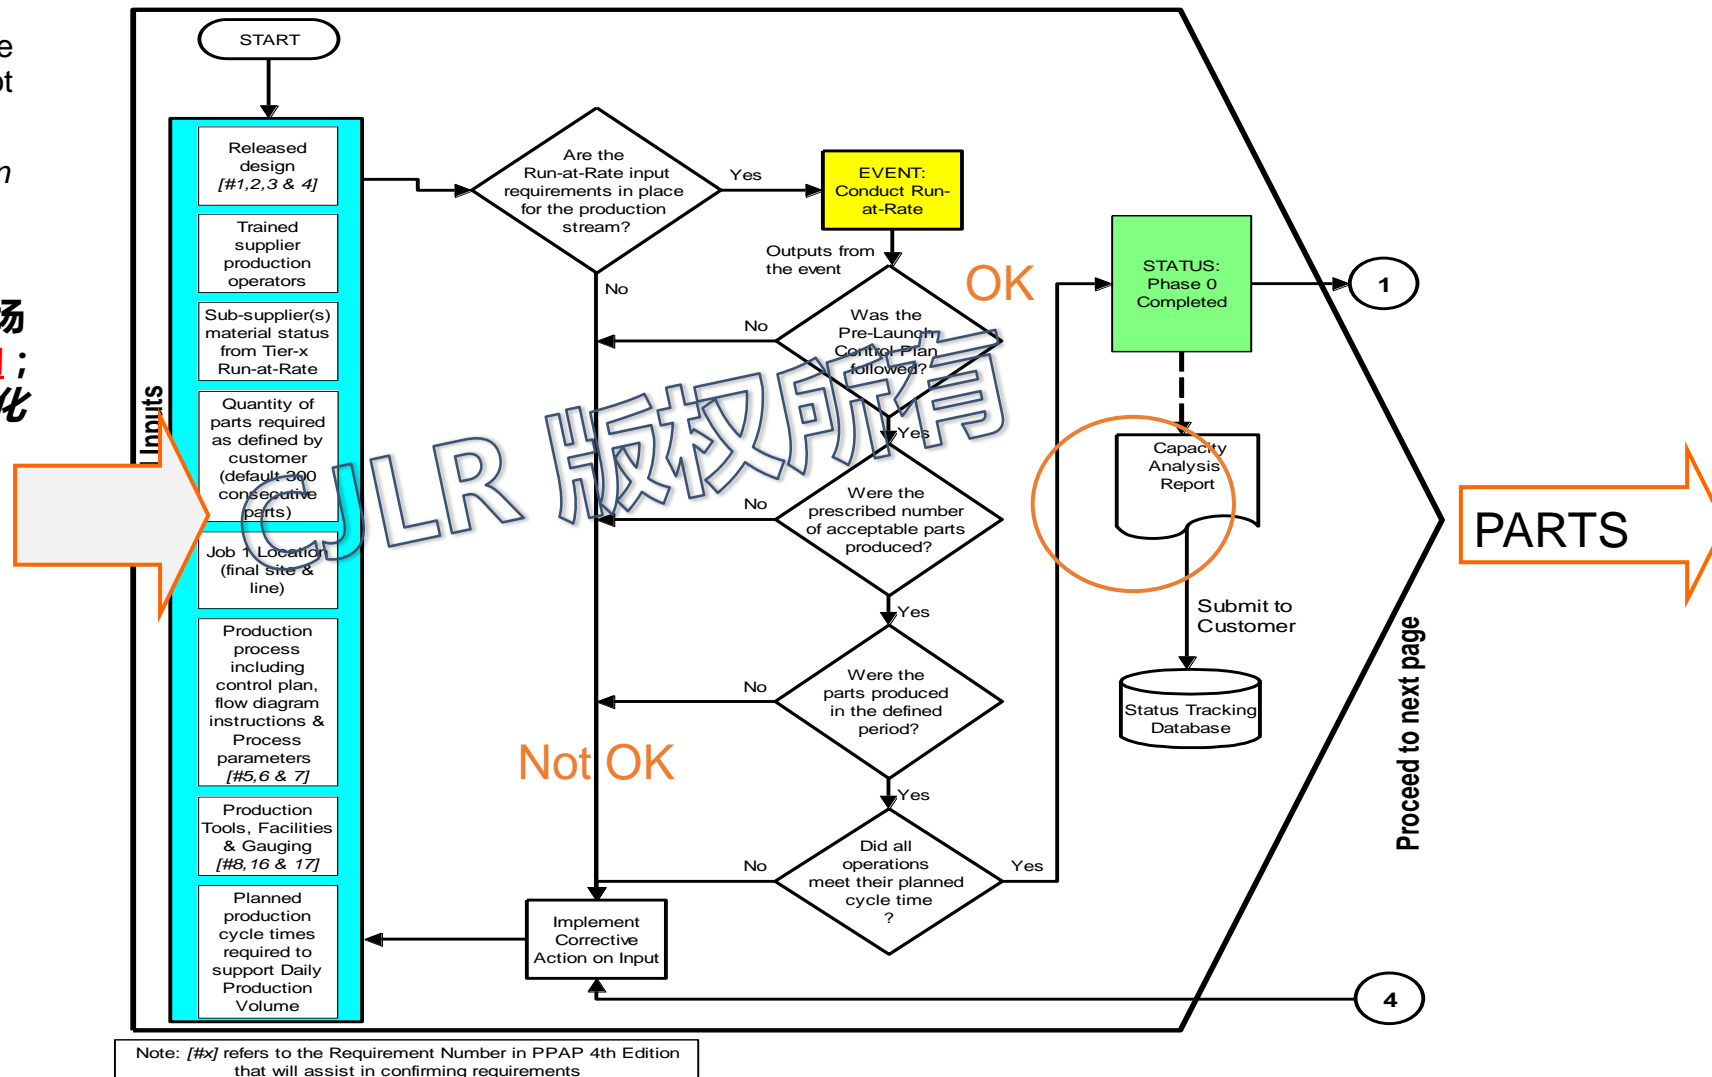 START
Released
design
[#1,2,3 & 4]
Trained
supplier
production
operators
Sub-supplier(s)
material status
from Tier-x
Run-at-Rate
Quantity of
parts required
as defined by
customer
(default 300
consecutive
parts)
Job 1 Location
(final site &
line)
Production
process
including
control plan,
flow diagram
instructions &
Process
parameters
[#5,6 & 7]
Production
Tools, Facilities
& Gauging
[#8,16 & 17]
Planned
production
cycle times
required to
support Daily
Production
Volume
Inputs
场
;
化
Are the
Run-at-Rate input
requirements in place
for the production
stream?
Yes
No
EVENT:
Conduct Run-
at-Rate
Outputs from
the event
OK
Was the
Pre-Launch
Control Plan
followed?
No
Yes
Were the
prescribed number
of acceptable parts
produced?
No
Yes
Were the
parts produced
in the defined
period?
No
Yes
Not OK
Did all
operations
meet their planned
cycle time
?
No
Yes
Implement
Corrective
Action on Input
STATUS:
Phase 0
Completed
1
Capacity
Analysis
Report
Submit to
Customer
Status Tracking
Database
4
Proceed to next page
PARTS
CJLR 版权所有
Note: [#x] refers to the Requirement Number in PPAP 4th Edition
that will assist in confirming requirements